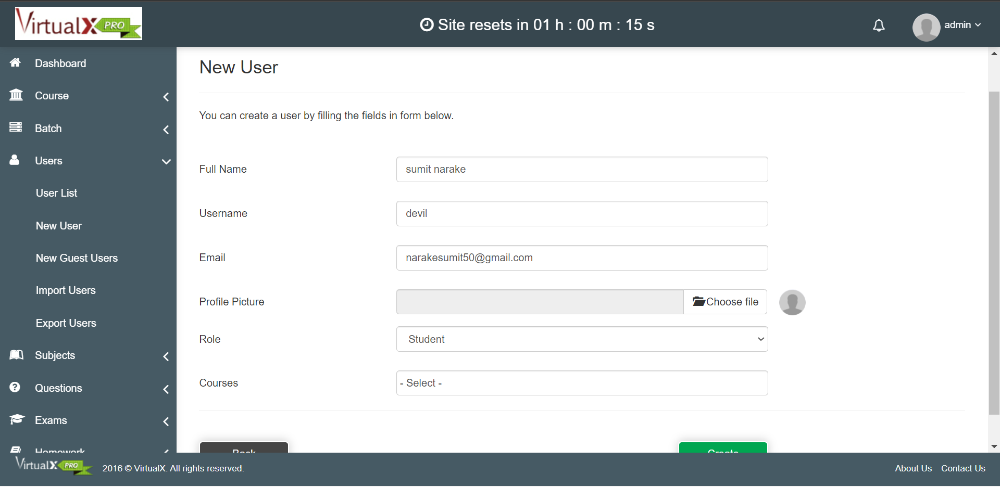 VirtualX PRO
Site resets in 01 h : 00 m : 15 s
admin
Dashboard
Course
Batch
Users
User List
New User
New Guest Users
Import Users
Export Users
Subjects
Questions
Exams
Homework
New User
You can create a user by filling the fields in form below.
Full Name
sumit narake
Username
devil
Email
narakesumit50@gmail.com
Profile Picture
Choose file
Role
Student
Courses
- Select -
Back
Create
VirtualX PRO
2016 © VirtualX. All rights reserved.
About Us
Contact Us